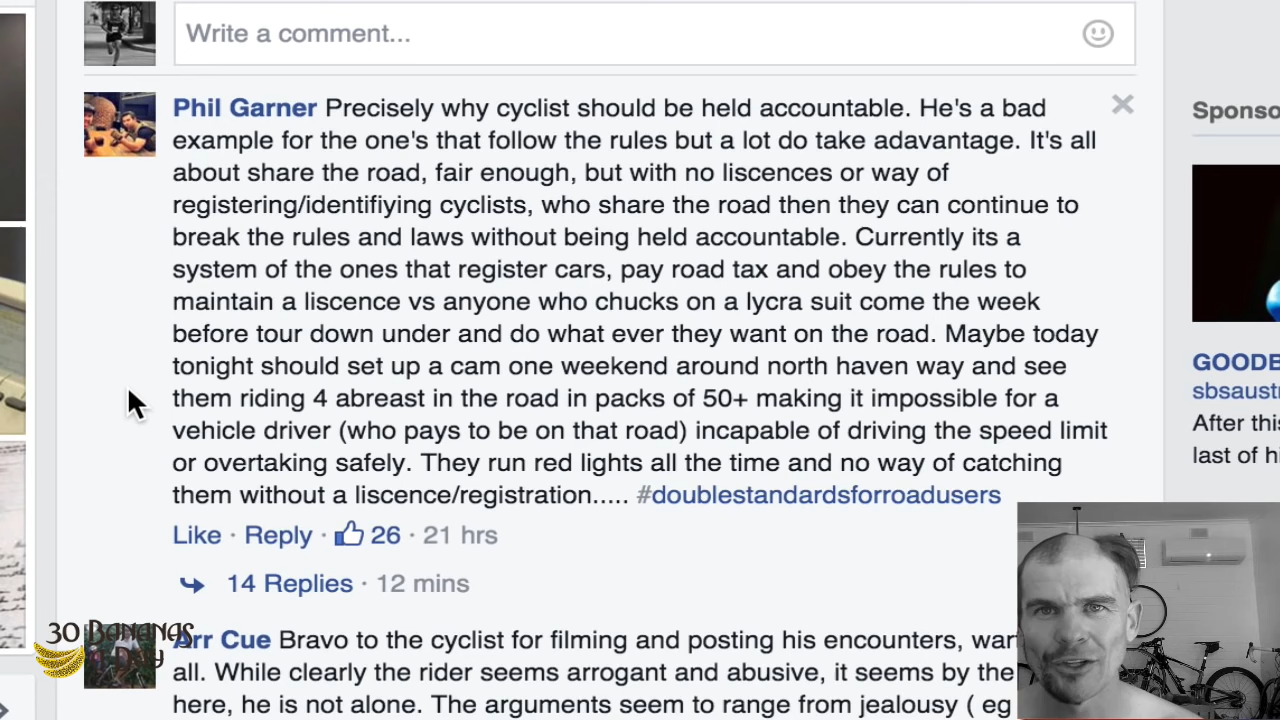 Write a comment...
Phil Garner Precisely why cyclist should be held accountable. He's a bad
example for the one's that follow the rules but a lot do take adavantage. It's all
about share the road, fair enough, but with no liscences or way of
registering/identifiying cyclists, who share the road then they can continue to
break the rules and laws without being held accountable. Currently its a
system of the ones that register cars, pay road tax and obey the rules to
maintain a liscence vs anyone who chucks on a lycra suit come the week
before tour down under and do what ever they want on the road. Maybe today
tonight should set up a cam one weekend around north haven way and see
them riding 4 abreast in the road in packs of 50+ making it impossible for a
vehicle driver (who pays to be on that road) incapable of driving the speed limit
or overtaking safely. They run red lights all the time and no way of catching
them without a liscence/registration..... #doublestandardsforroadusers
Like · Reply · 26 · 21 hrs
14 Replies · 12 mins
Arr Cue Bravo to the cyclist for filming and posting his encounters, wart
all. While clearly the rider seems arrogant and abusive, it seems by the
here, he is not alone. The arguments seem to range from jealousy ( eg
30 BANANAS
A DAY
Sponso
GOODB
sbsaustr
After this
last of hi